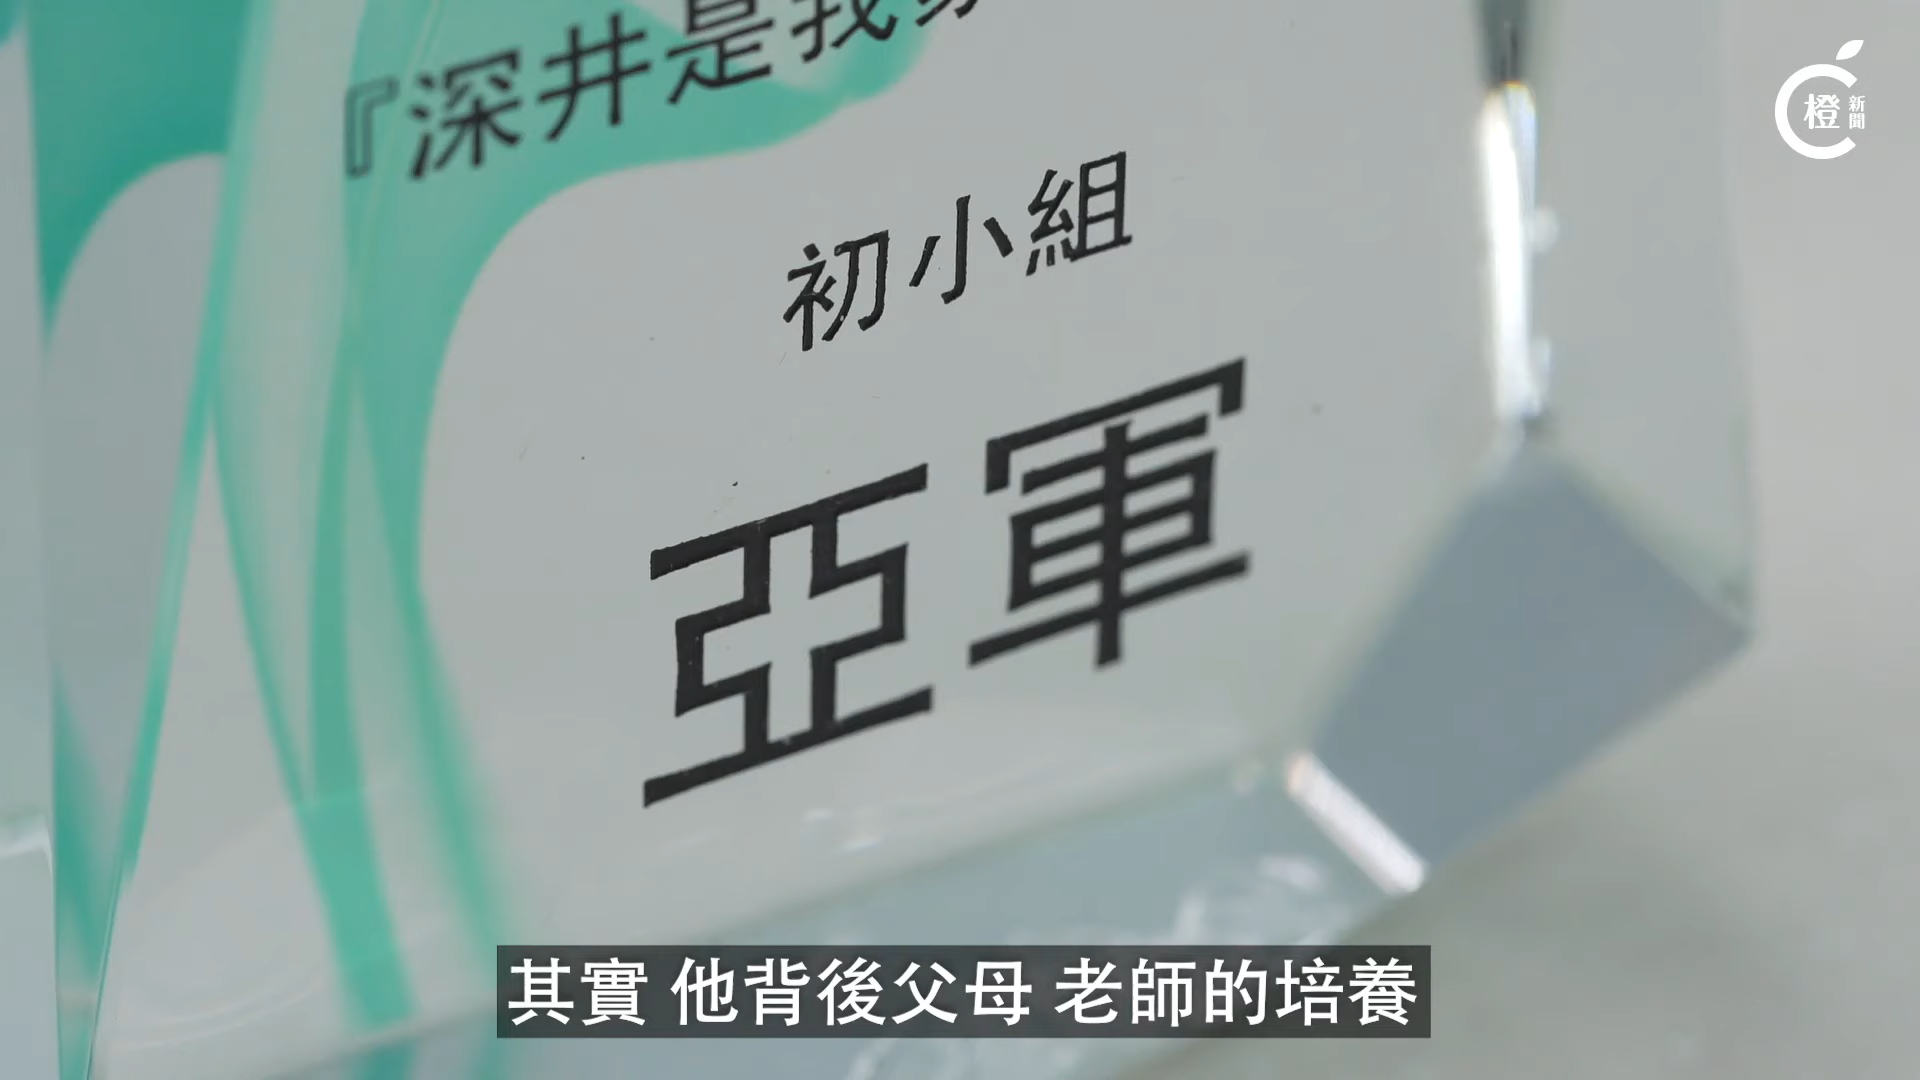 『深井是我家
橙新聞
初小組
亞軍
其實 他背後父母 老師的培養